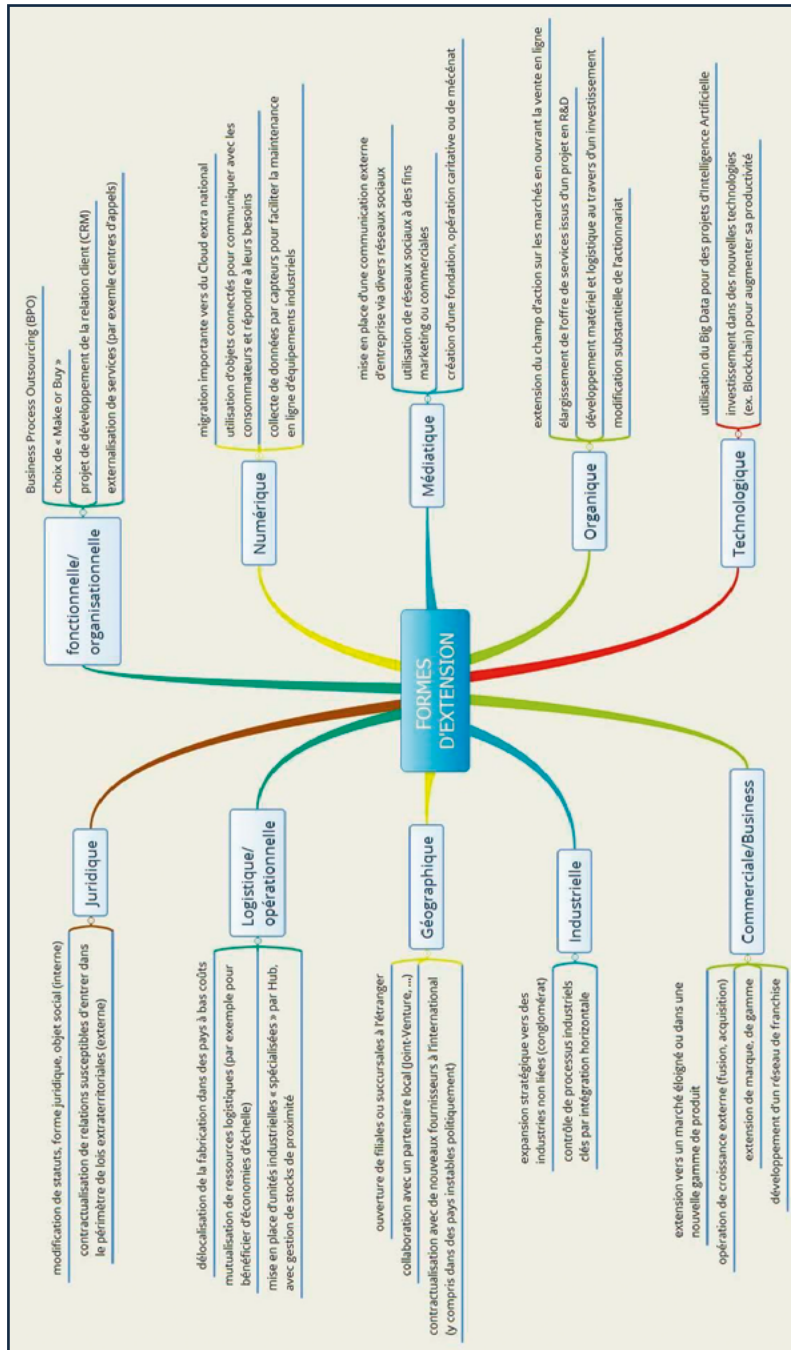 FORMES
D'EXTENSION
fonctionnelle/
organisationnelle
Business Process Outsourcing (BPO)
choix de « Make or Buy »
projet de développement de la relation client (CRM)
externalisation de services (par exemle centres d'appels)
Numérique
migration importante vers du Cloud extra national
utilisation d'objets connectés pour communiquer avec les
consommateurs et répondre à leurs besoins
collecte de données par capteurs pour faciliter la maintenance
en ligne d'équipements industriels
Médiatique
mise en place d'une communication externe
d'entreprise via divers réseaux sociaux
utilisation de réseaux sociaux à des fins
marketing ou commerciales
création d'une fondation, opération caritative ou de mécénat
Organique
extension du champ d'action sur les marchés en ouvrant la vente en ligne
élargissement de l'offre de services issus d'un projet en R&D
développement matériel et logistique au travers d'un investissement
modification substantielle de l'actionnariat
Technologique
utilisation du Big Data pour des projets d'Intelligence Artificielle
investissement dans des nouvelles technologies
(ex. Blockchain) pour augmenter sa productivité
Juridique
modification de statuts, forme juridique, objet social (interne)
contractualisation de relations susceptibles d'entrer dans
le périmètre de lois extraterritoriales (externe)
Logistique/
opérationnelle
délocalisation de la fabrication dans des pays à bas coûts
mutualisation de ressources logistiques (par exemple pour
bénéficier d'économies d'échelle)
mise en place d'unités industrielles « spécialisées » par Hub,
avec gestion de stocks de proximité
Géographique
ouverture de filiales ou succursales à l'étranger
collaboration avec un partenaire local (Joint-Venture, ...)
contractualisation avec de nouveaux fournisseurs à l'international
(y compris dans des pays instables politiquement)
Industrielle
expansion stratégique vers des
industries non liées (conglomérat)
contrôle de processus industriels
clés par intégration horizontale
Commerciale/Business
extension vers un marché éloigné ou dans une
nouvelle gamme de produit
opération de croissance externe (fusion, acquisition)
extension de marque, de gamme
développement d'un réseau de franchise